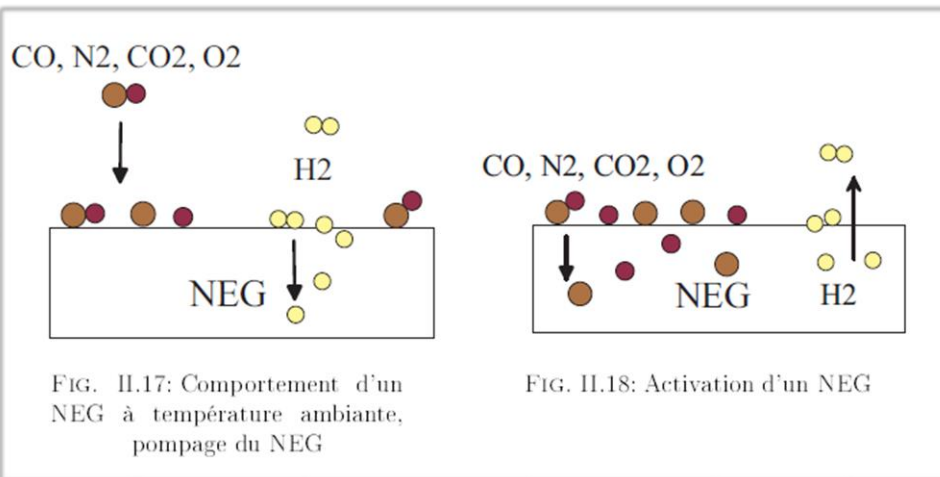 CO, N2, CO2, O2
H2
NEG
FIG. II.17: Comportement d'un
NEG à température ambiante,
pompage du NEG
CO, N2, CO2, O2
NEG
H2
FIG. II.18: Activation d'un NEG